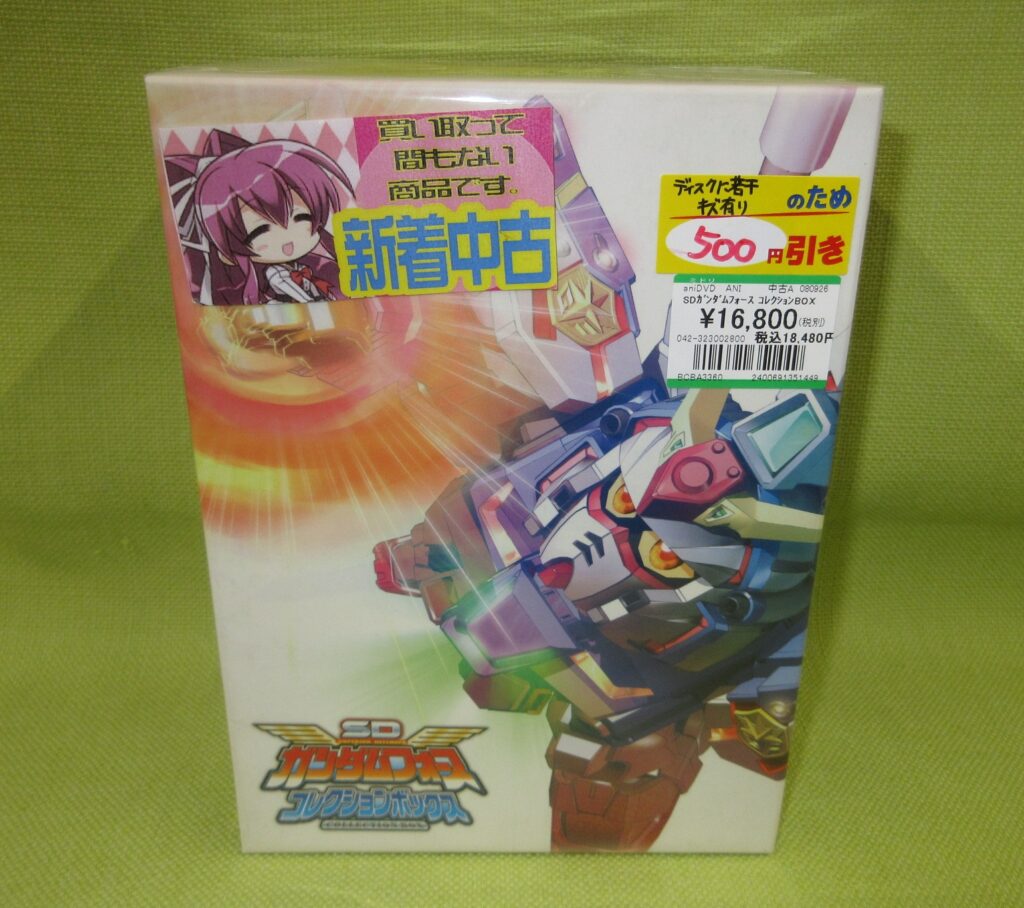 買い取って
間もない
商品です。
新着中古
ディスクに若干
キズ有り
のため
500円引き
aniDVD ANI 中古A 080926
SDガンダムフォース コレクションBOX
¥16,800(税別)
042-323002800 税込18,480円
BCBA3360 2400691351449
SD
ガンダムフォース
コレクションボックス
COLLECTION BOX